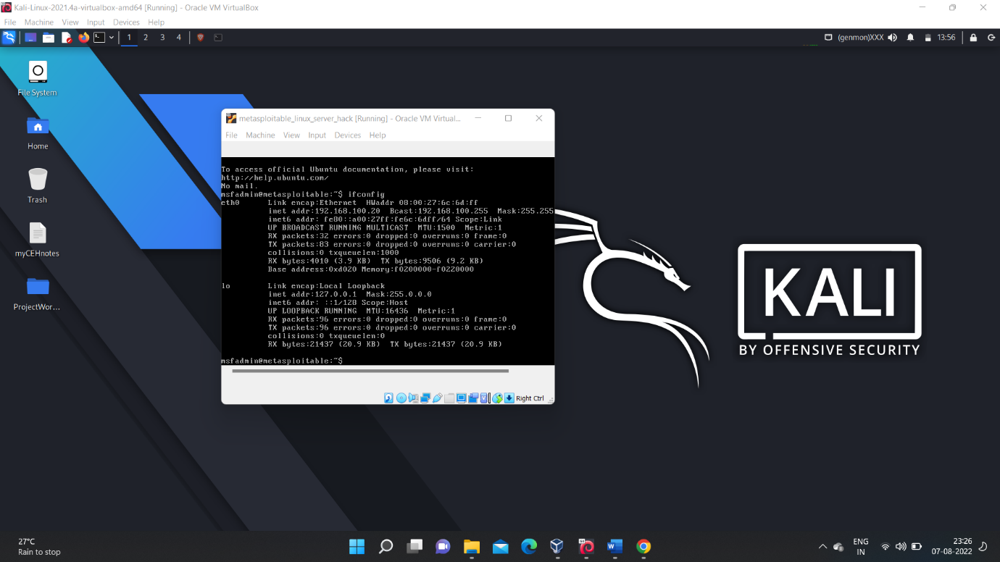 Kali-Linux-2021.4a-virtualbox-amd64 [Running] - Oracle VM VirtualBox
File Machine View Input Devices Help
1 2 3 4 (genmon)XXX 13:56
File System
Home
Trash
myCEHnotes
ProjectWor...
metasploitable_linux_server_hack [Running] - Oracle VM Virtual...
File Machine View Input Devices Help
To access official Ubuntu documentation, please visit:
http://help.ubuntu.com/
No mail.
msfadmin@metasploitable:~$ ifconfig
eth0 Link encap:Ethernet HWaddr 08:00:27:6c:6d:ff
inet addr:192.168.100.20 Bcast:192.168.100.255 Mask:255.255
inet6 addr: fe80::a00:27ff:fe6c:6dff/64 Scope:Link
UP BROADCAST RUNNING MULTICAST MTU:1500 Metric:1
RX packets:32 errors:0 dropped:0 overruns:0 frame:0
TX packets:83 errors:0 dropped:0 overruns:0 carrier:0
collisions:0 txqueuelen:1000
RX bytes:4010 (3.9 KB) TX bytes:9506 (9.2 KB)
Base address:0xd020 Memory:f0200000-f0220000
lo Link encap:Local Loopback
inet addr:127.0.0.1 Mask:255.0.0.0
inet6 addr: ::1/128 Scope:Host
UP LOOPBACK RUNNING MTU:16436 Metric:1
RX packets:96 errors:0 dropped:0 overruns:0 frame:0
TX packets:96 errors:0 dropped:0 overruns:0 carrier:0
collisions:0 txqueuelen:0
RX bytes:21437 (20.9 KB) TX bytes:21437 (20.9 KB)
msfadmin@metasploitable:~$
Right Ctrl
KALI
BY OFFENSIVE SECURITY
27°C
Rain to stop
ENG
IN
23:26
07-08-2022